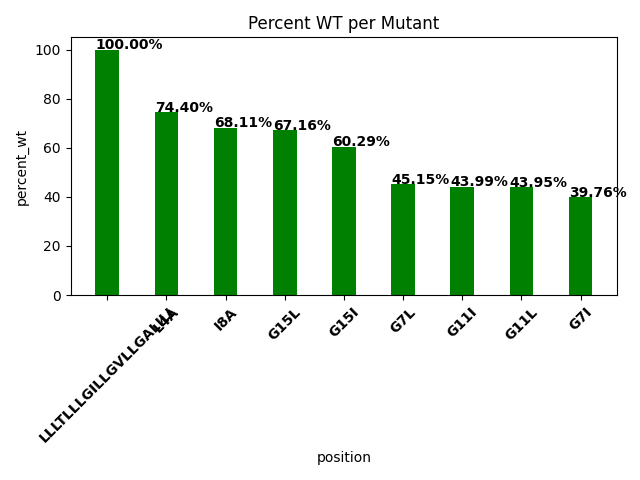 Percent WT per Mutant
percent_wt
100
80
60
40
20
0
100.00%
74.40%
68.11%
67.16%
60.29%
45.15%
43.99%
43.95%
39.76%
L4A
I8A
G15L
G15I
G7L
G11I
G11L
G7I
position